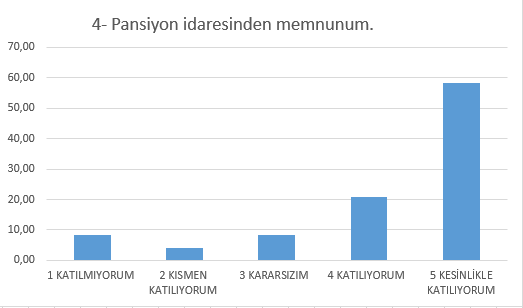 4- Pansiyon idaresinden memnunum.
70,00
60,00
50,00
40,00
30,00
20,00
10,00
0,00
1 KATILMIYORUM
2 KISMEN
KATILIYORUM
3 KARARSIZIM
4 KATILIYORUM
5 KESİNLİKLE
KATILIYORUM